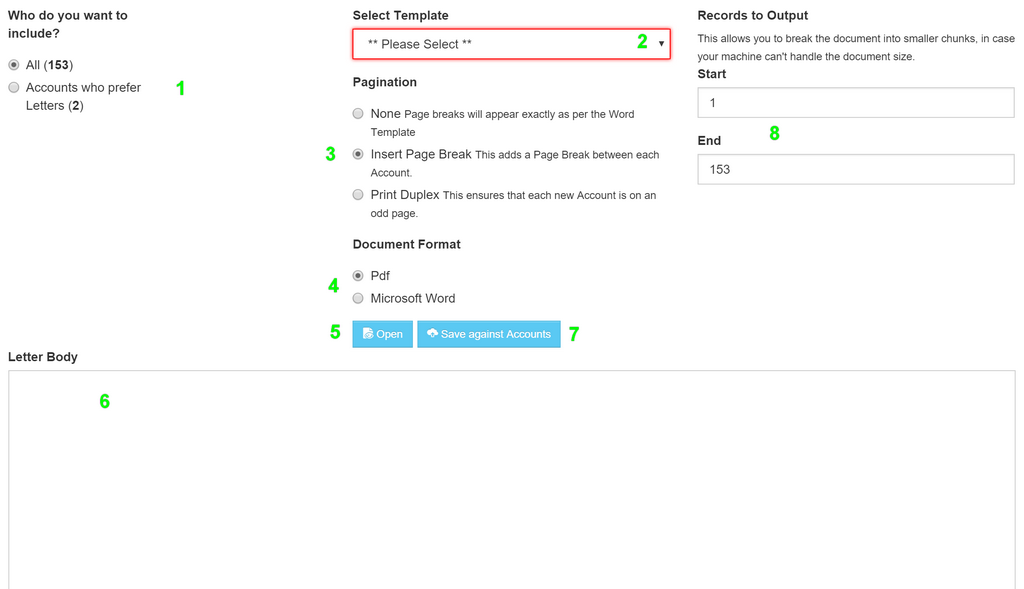 Who do you want to
include?
All (153)
Accounts who prefer
Letters (2)
1
Select Template
** Please Select **
2
Pagination
None Page breaks will appear exactly as per the Word
Template
3
Insert Page Break This adds a Page Break between each
Account.
Print Duplex This ensures that each new Account is on an
odd page.
Document Format
4
Pdf
Microsoft Word
5
Open
Save against Accounts
7
Records to Output
This allows you to break the document into smaller chunks, in case
your machine can't handle the document size.
Start
1
8
End
153
Letter Body
6